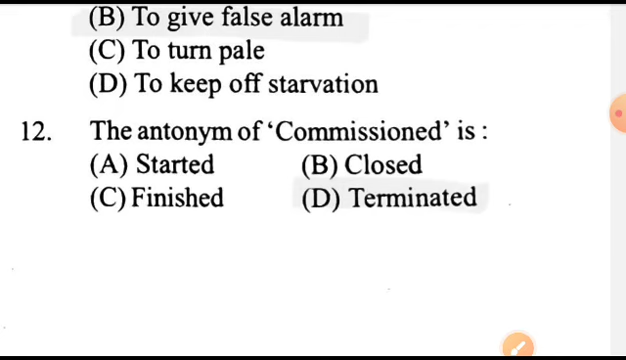 (B) To give false alarm
(C) To turn pale
(D) To keep off starvation
12. The antonym of ‘Commissioned’ is :
(A) Started (B) Closed
(C) Finished (D) Terminated